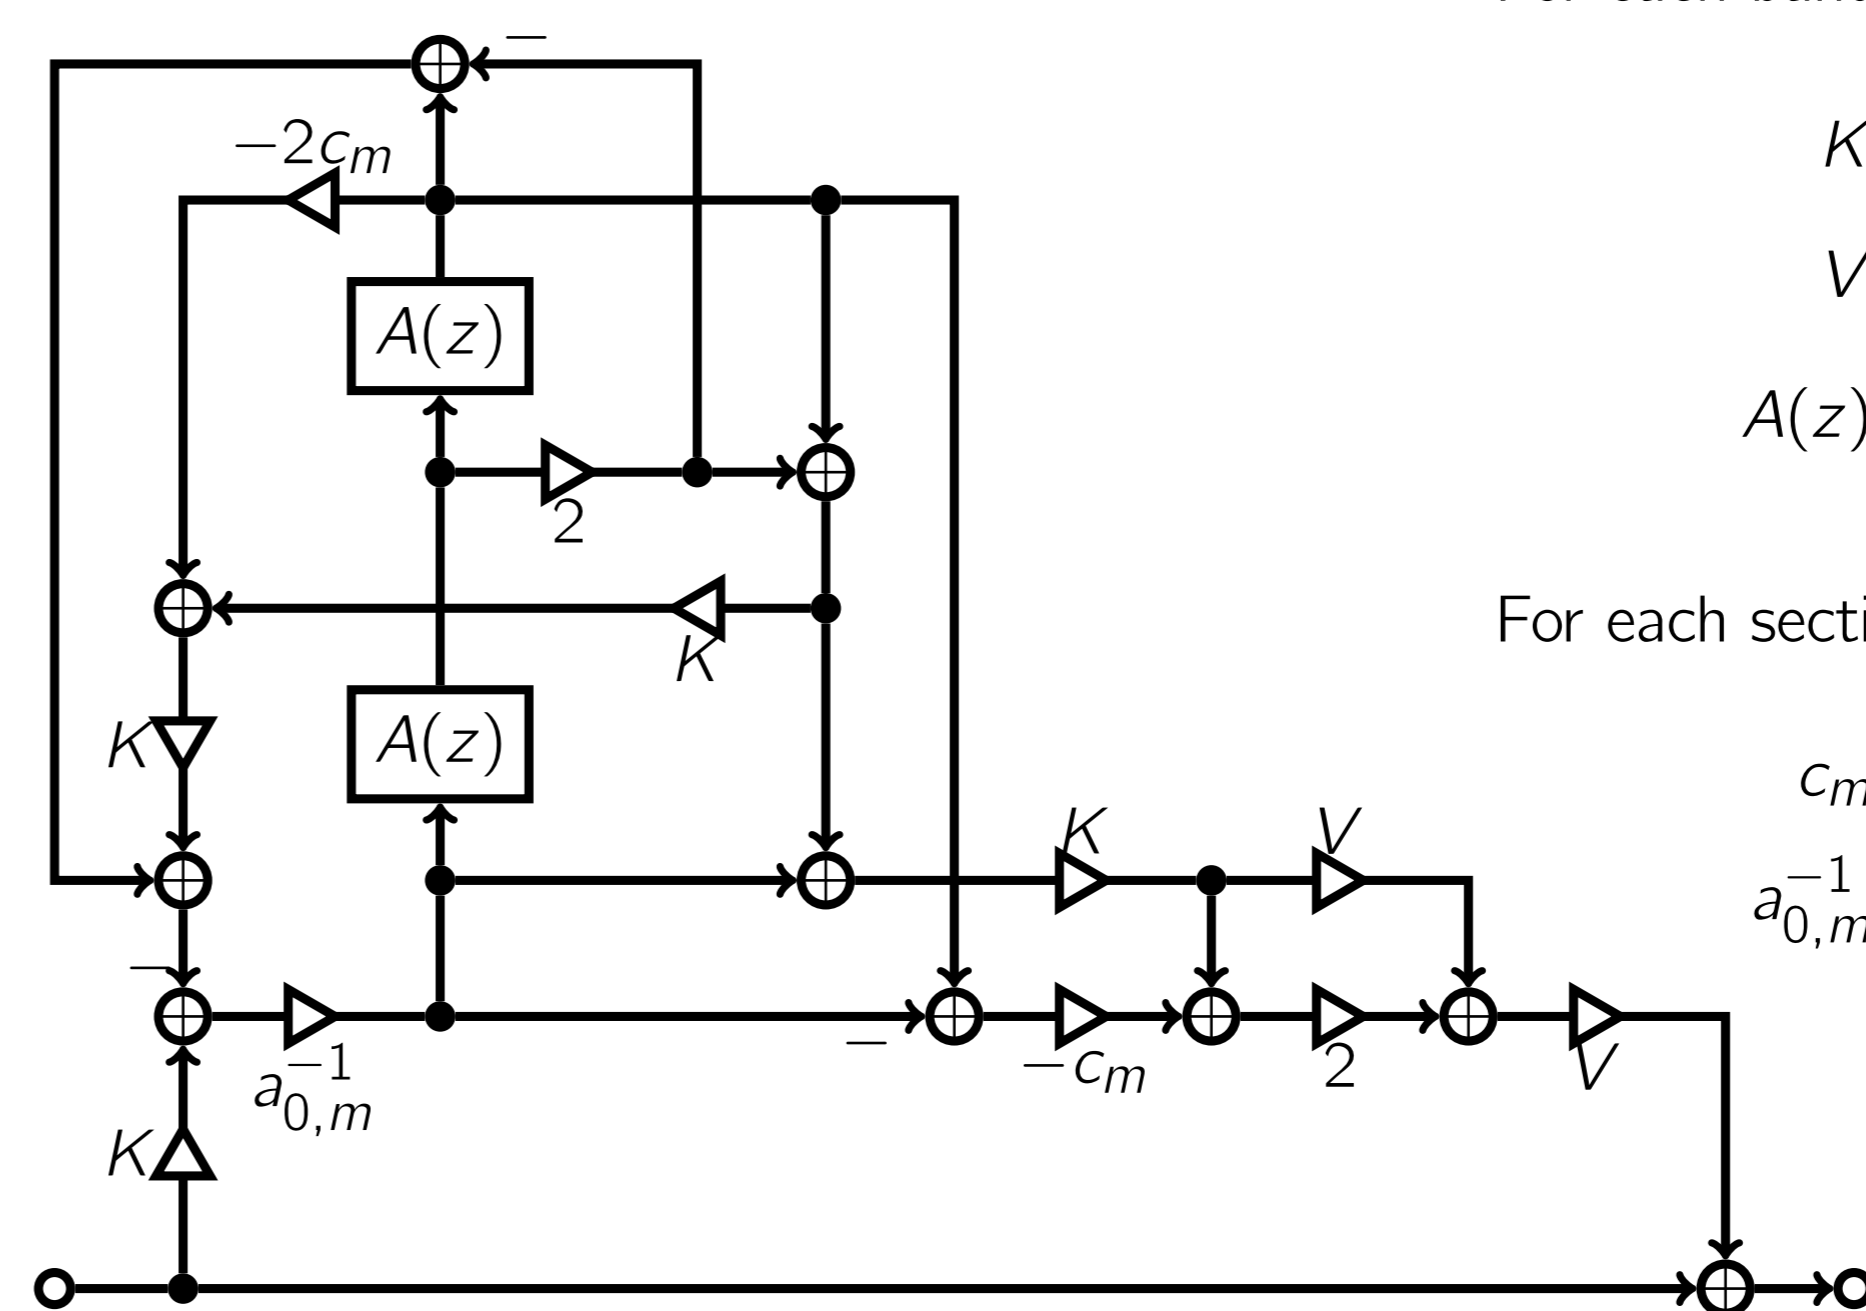 −
K
−2c_m
V
A(z)
A(z)
2
For each secti
K
K
A(z)
c_m
K
V
a_{0,m}^{−1}
−
−
−c_m
2
V
a_{0,m}^{−1}
K